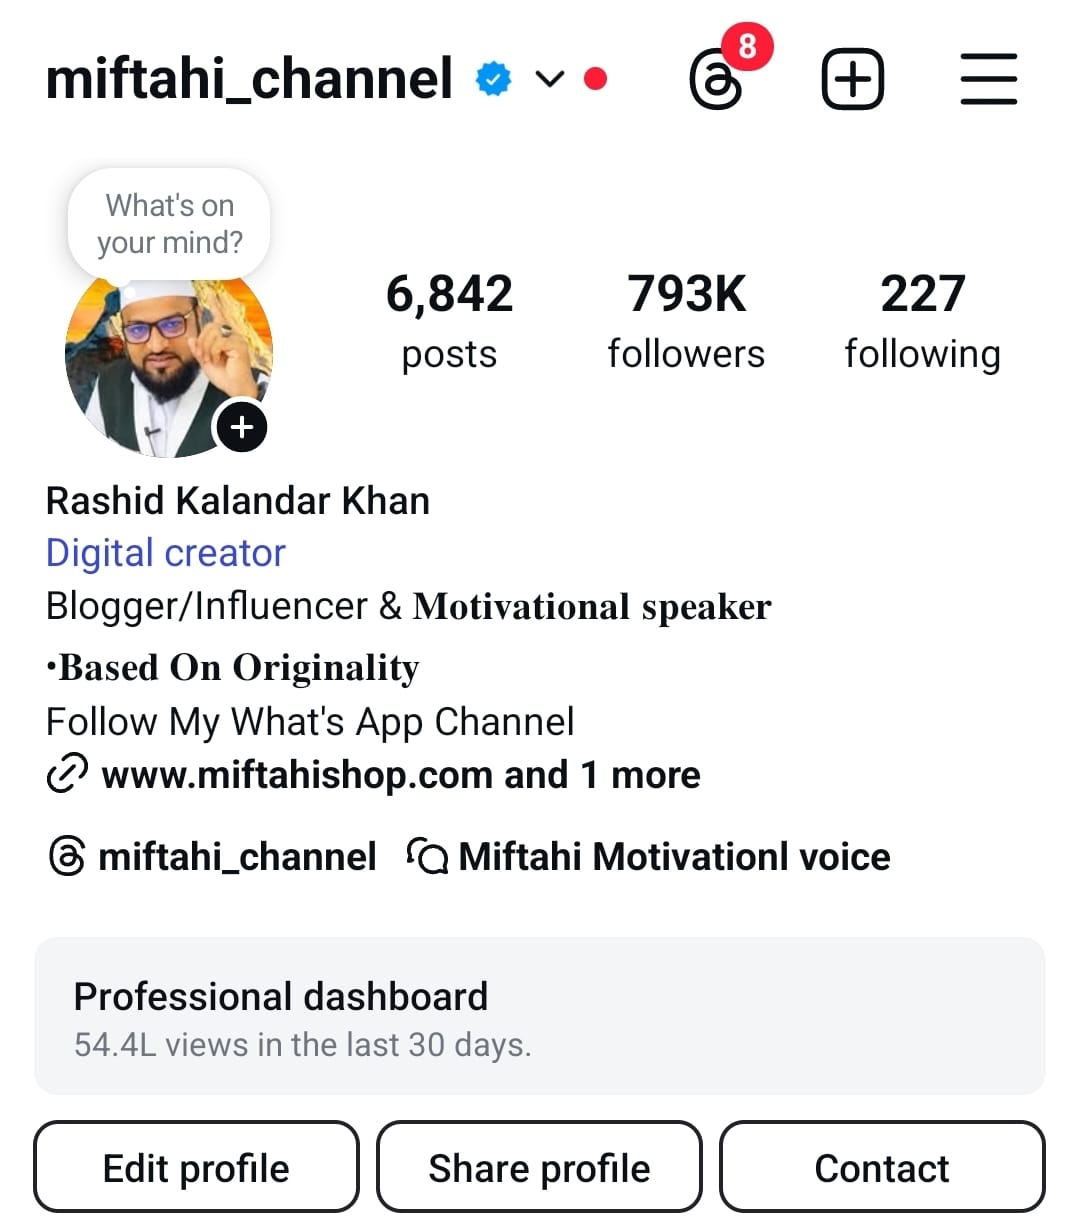 miftahi_channel
8
What's on
your mind?
6,842 793K 227
posts followers following
Rashid Kalandar Khan
Digital creator
Blogger/Influencer & 𝐌𝐨𝐭𝐢𝐯𝐚𝐭𝐢𝐨𝐧𝐚𝐥 𝐬𝐩𝐞𝐚𝐤𝐞𝐫
•𝐁𝐚𝐬𝐞𝐝 𝐎𝐧 𝐎𝐫𝐢𝐠𝐢𝐧𝐚𝐥𝐢𝐭𝐲
Follow My What's App Channel
www.miftahishop.com and 1 more
miftahi_channel Miftahi Motivationl voice
Professional dashboard
54.4L views in the last 30 days.
Edit profile Share profile Contact